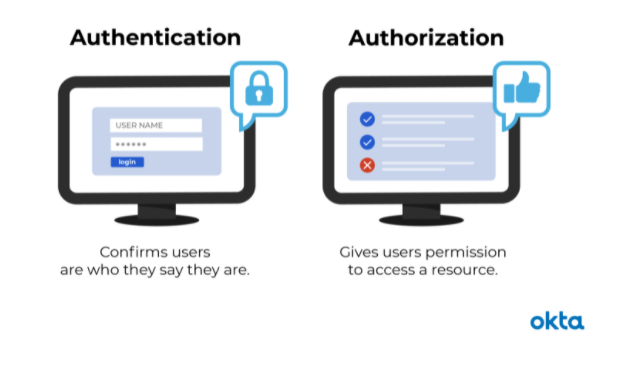 Authentication
USER NAME
******
login
Confirms users
are who they say they are.
Authorization
Gives users permission
to access a resource.
okta